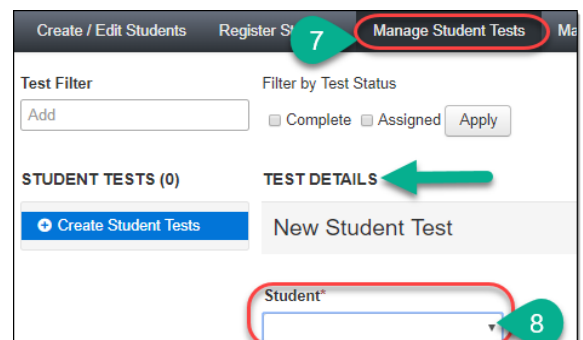 Create / Edit Students Register St 7 Manage Student Tests Ma
Test Filter Filter by Test Status
Add Complete Assigned Apply
STUDENT TESTS (0) TEST DETAILS
Create Student Tests New Student Test
Student*
8